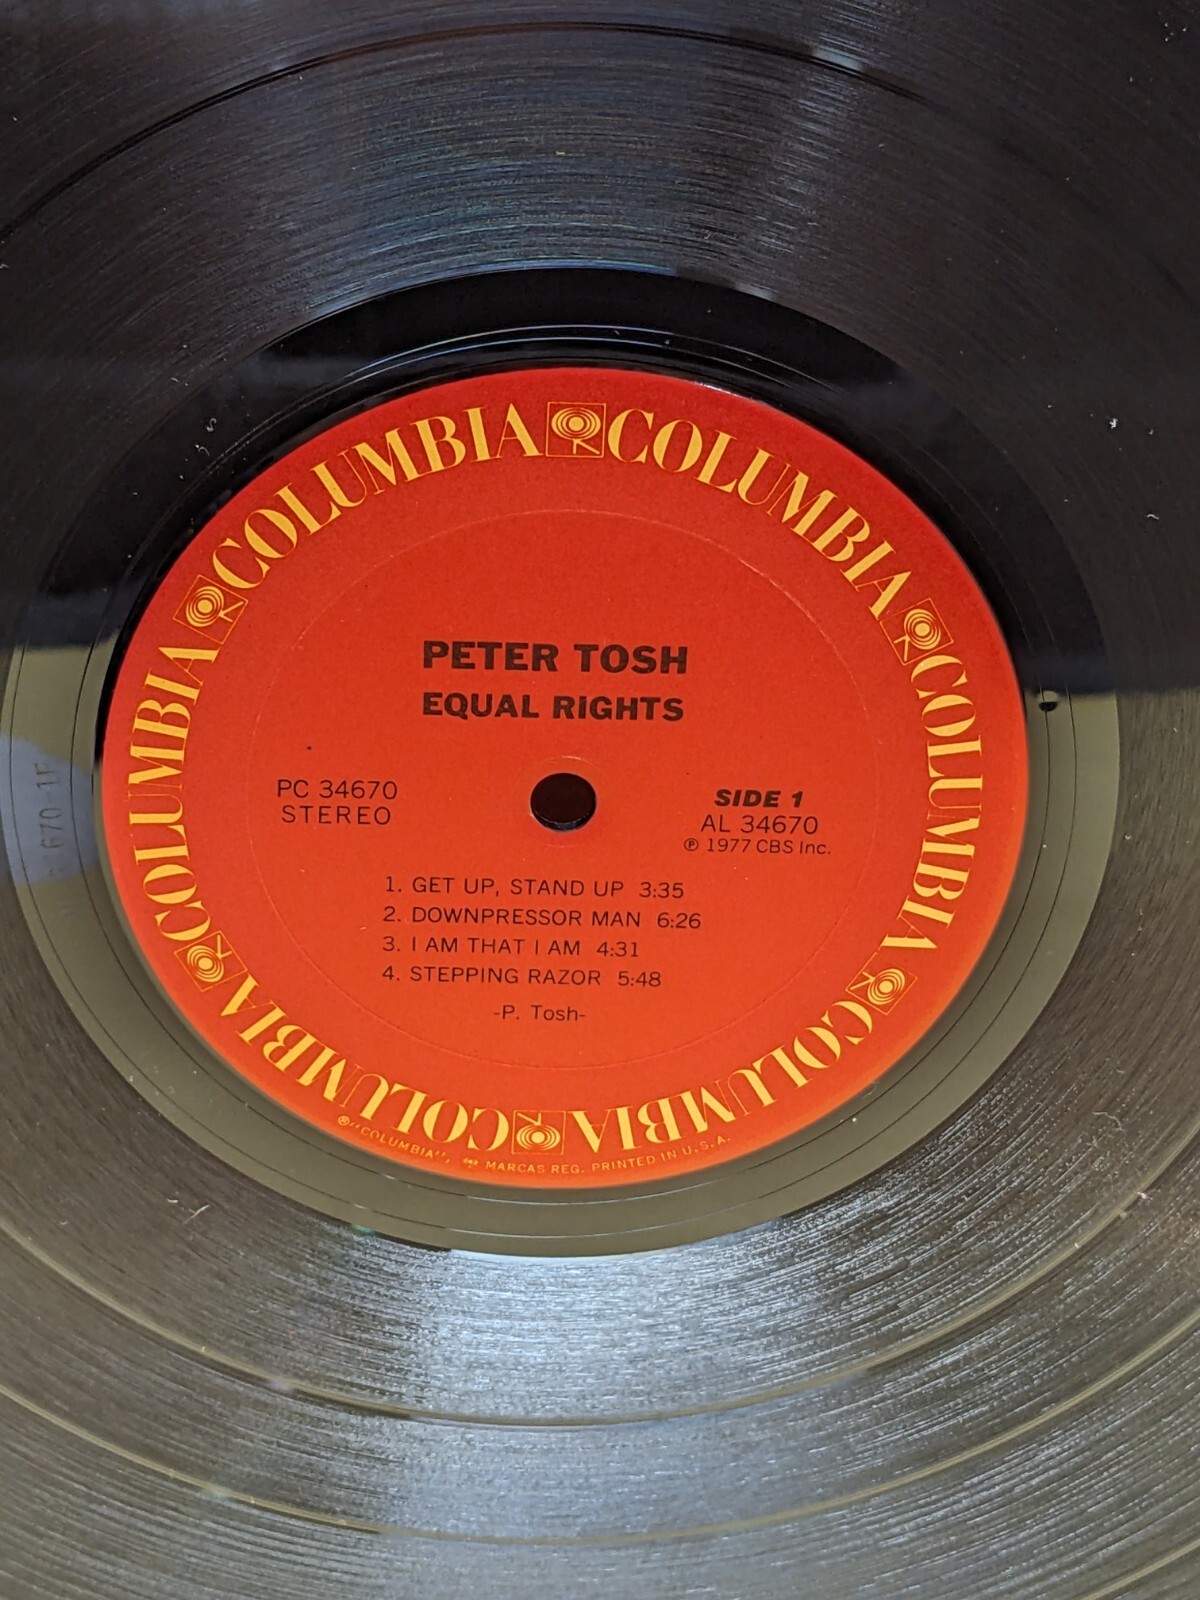 COLUMBIA COLUMBIA COLUMBIA COLUMBIA COLUMBIA COLUMBIA
PETER TOSH
EQUAL RIGHTS
PC 34670
STEREO
SIDE 1
AL 34670
℗ 1977 CBS Inc.
1. GET UP, STAND UP 3:35
2. DOWNPRESSOR MAN 6:26
3. I AM THAT I AM 4:31
4. STEPPING RAZOR 5:48
-P. Tosh-
®"COLUMBIA", MARCAS REG. PRINTED IN U.S.A.